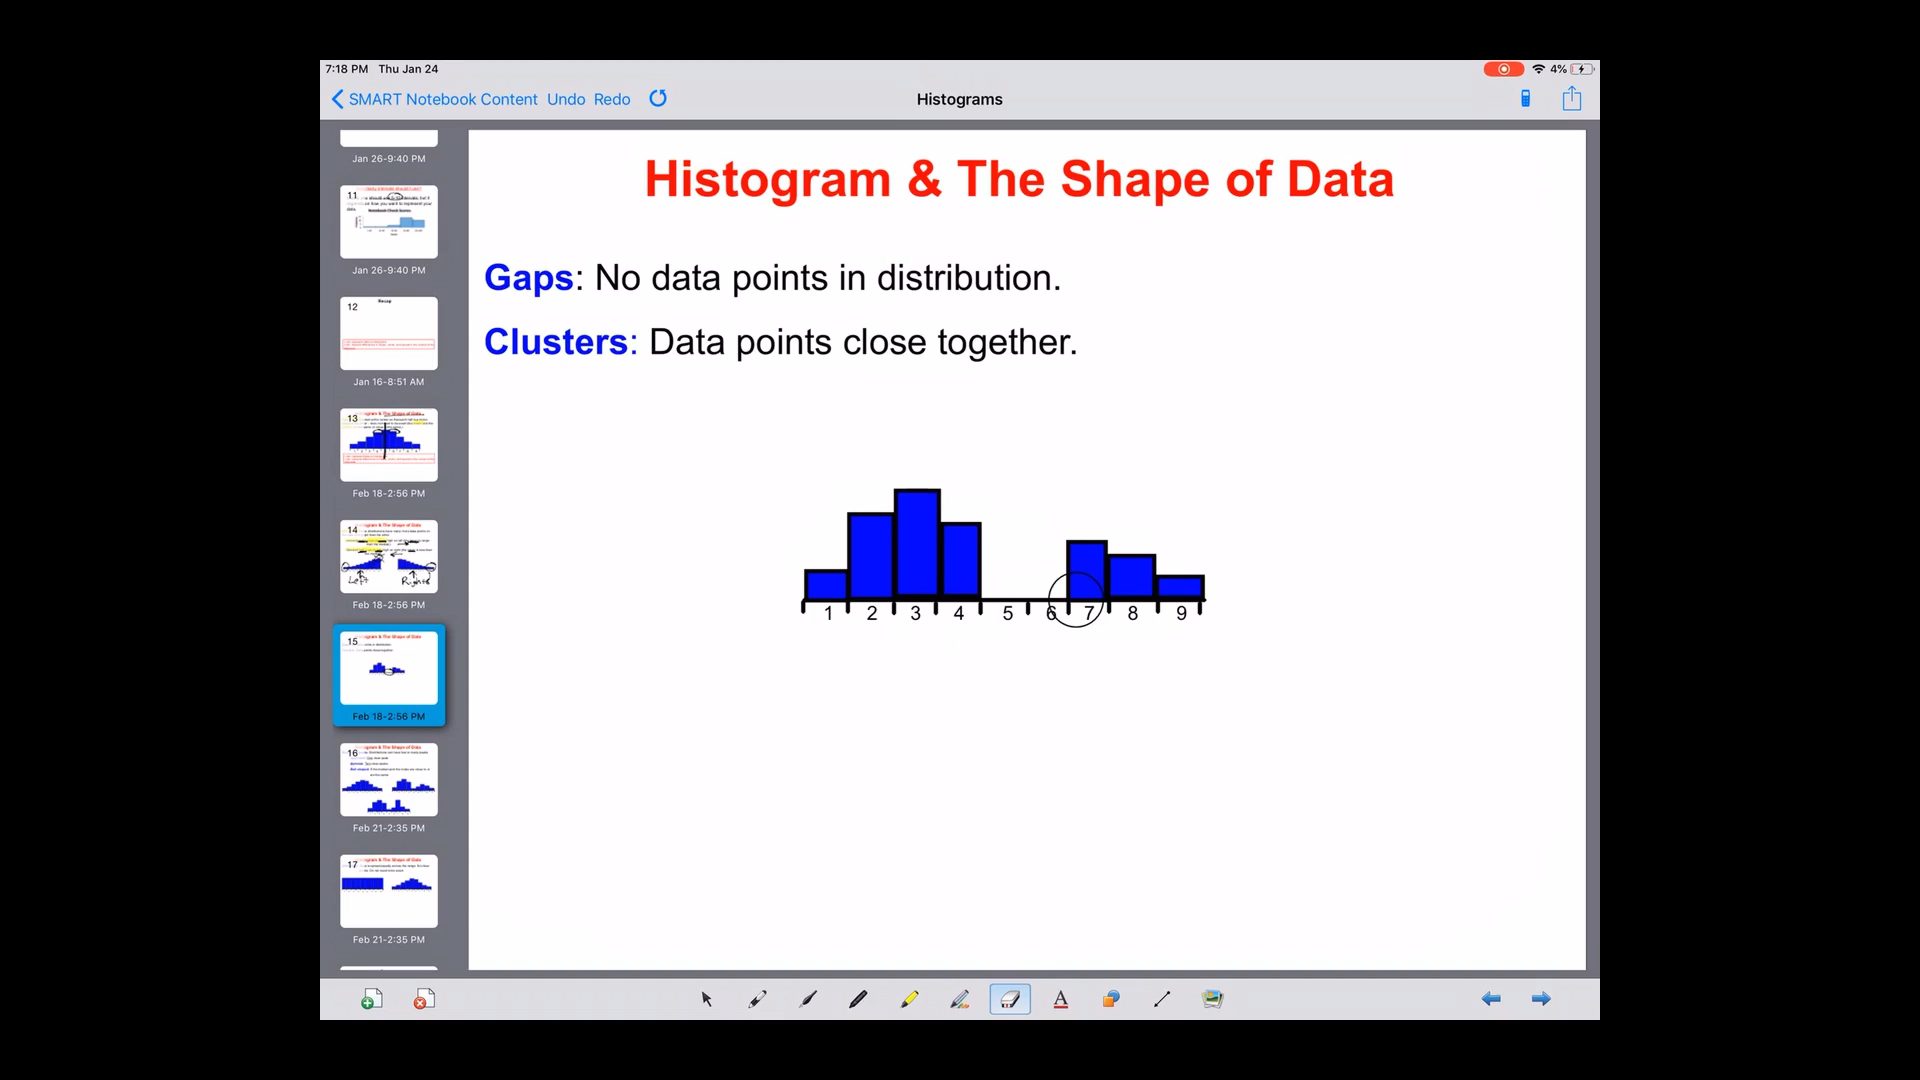 7:18 PM Thu Jan 24
4%
SMART Notebook Content Undo Redo
Histograms
Jan 26-9:40 PM
11
Jan 26-9:40 PM
12
Recap
Jan 16-8:51 AM
13
Feb 18-2:56 PM
14
Left
Right
Feb 18-2:56 PM
15
Feb 18-2:56 PM
16
Feb 21-2:35 PM
17
Feb 21-2:35 PM
Histogram & The Shape of Data
Gaps: No data points in distribution.
Clusters: Data points close together.
1 2 3 4 5 6 7 8 9
A